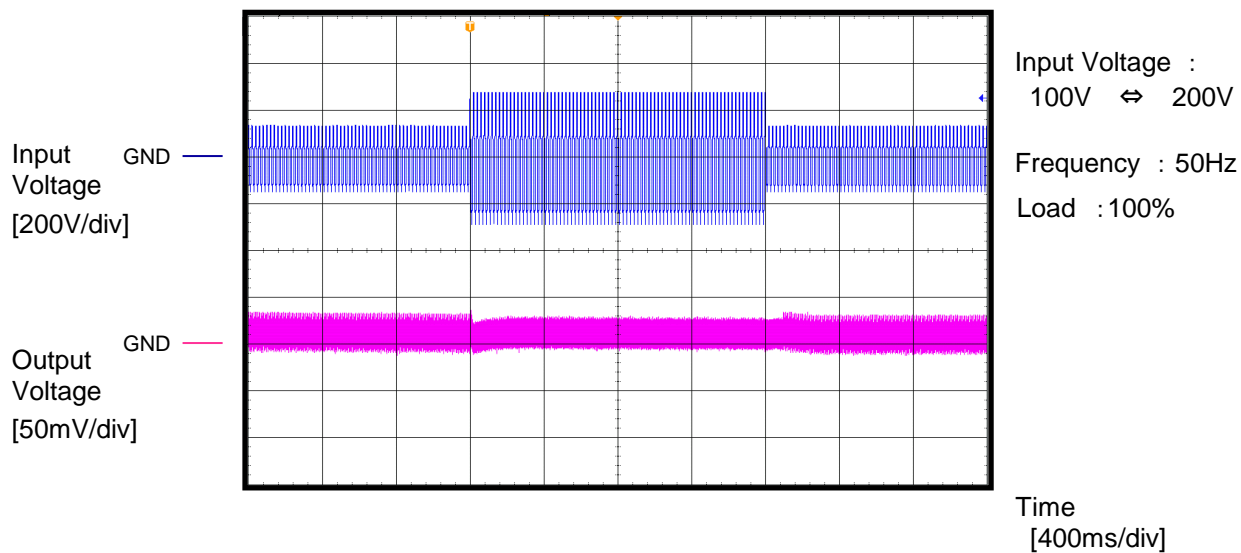 T
Input Voltage :
100V ⇔ 200V
Input
Voltage
[200V/div]
GND
Frequency : 50Hz
Load : 100%
Output
Voltage
[50mV/div]
GND
Time
[400ms/div]